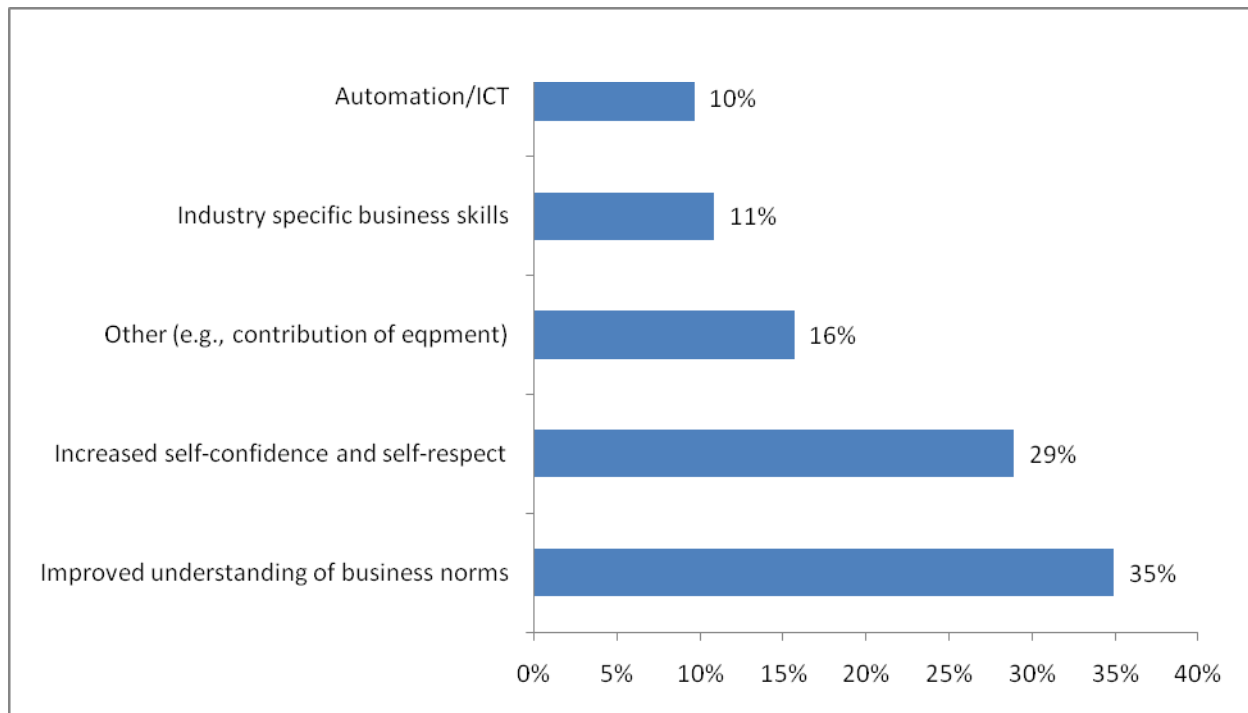 Automation/ICT
10%
Industry specific business skills
11%
Other (e.g., contribution of eqpment)
16%
Increased self-confidence and self-respect
29%
Improved understanding of business norms
35%
0% 5% 10% 15% 20% 25% 30% 35% 40%